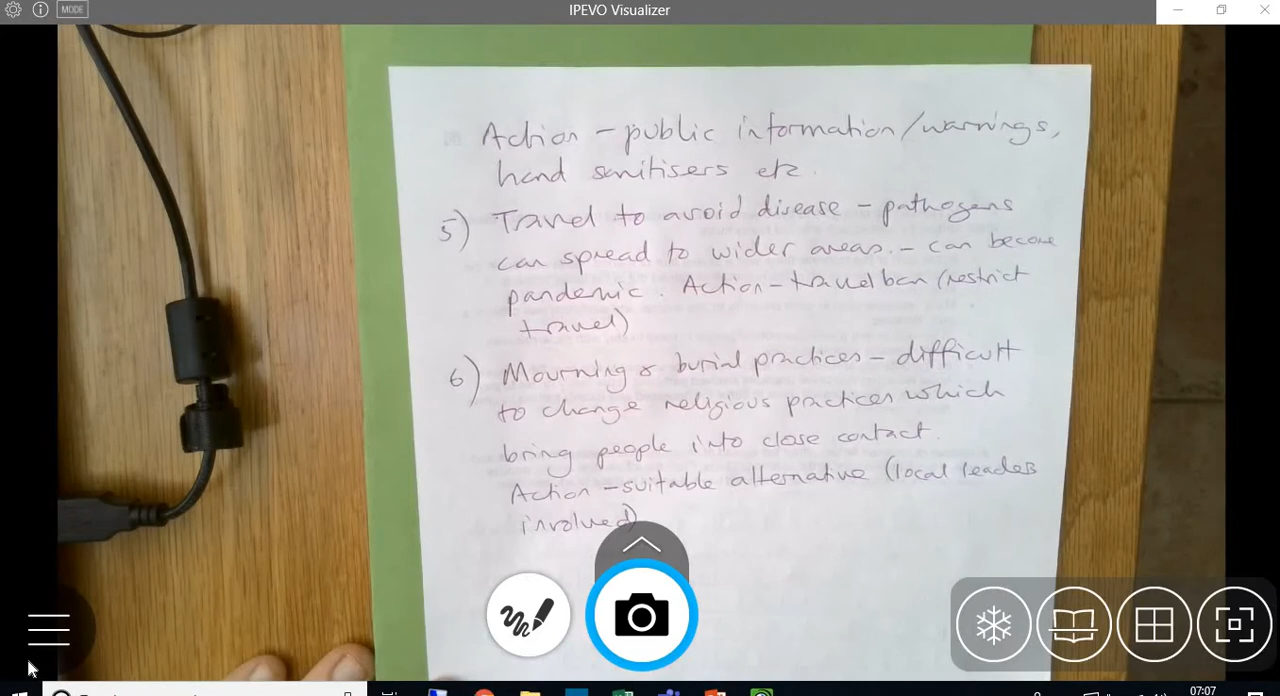 MODE
IPEVO Visualizer
Action - public information/warnings,
hand sanitisers etc.
5) Travel to avoid disease - pathogens
can spread to wider areas. - can become
pandemic. Action - travel ban (restrict
travel)
6) Mourning & burial practices - difficult
to change religious practices which
bring people into close contact.
Action - suitable alternative (local leaders
involved)
07:07